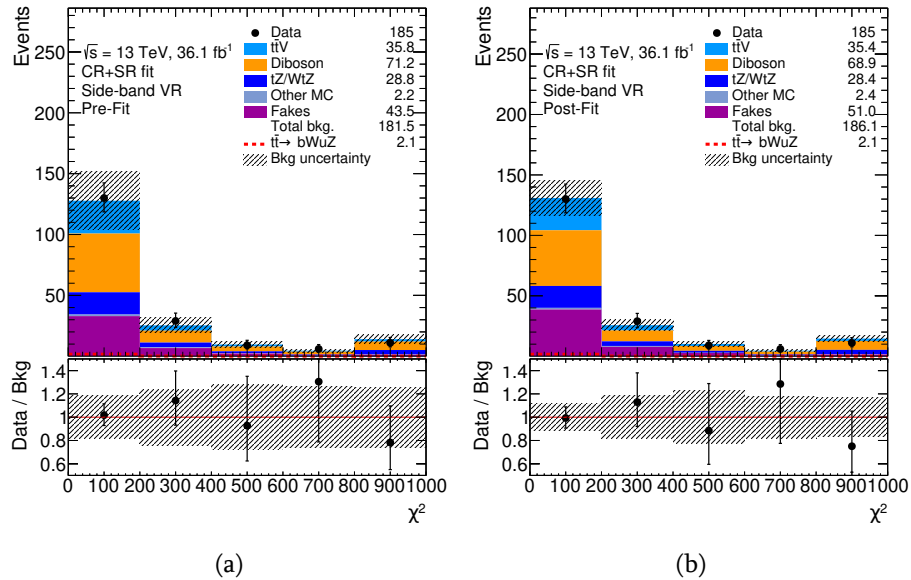 Events
280
√s = 13 TeV, 36.1 fb⁻¹
CR+SR fit
Side-band VR
Pre-Fit
Data 185
tt̄V 35.8
Diboson 71.2
tZ/WtZ 28.8
Other MC 2.2
Fakes 43.5
Total bkg. 181.5
tt̄→ bWuZ 2.1
Bkg uncertainty
250
200
150
100
50
Data / Bkg
1.4
1.2
1
0.8
0.6
0 100 200 300 400 500 600 700 800 900 1000
χ²
(a)
Events
√s = 13 TeV, 36.1 fb⁻¹
CR+SR fit
Side-band VR
Post-Fit
Data 185
tt̄V 35.4
Diboson 68.9
tZ/WtZ 28.4
Other MC 2.4
Fakes 51.0
Total bkg. 186.1
tt̄→ bWuZ 2.1
Bkg uncertainty
250
200
150
100
50
Data / Bkg
1.4
1.2
1
0.8
0.6
0 100 200 300 400 500 600 700 800 900 1000
χ²
(b)